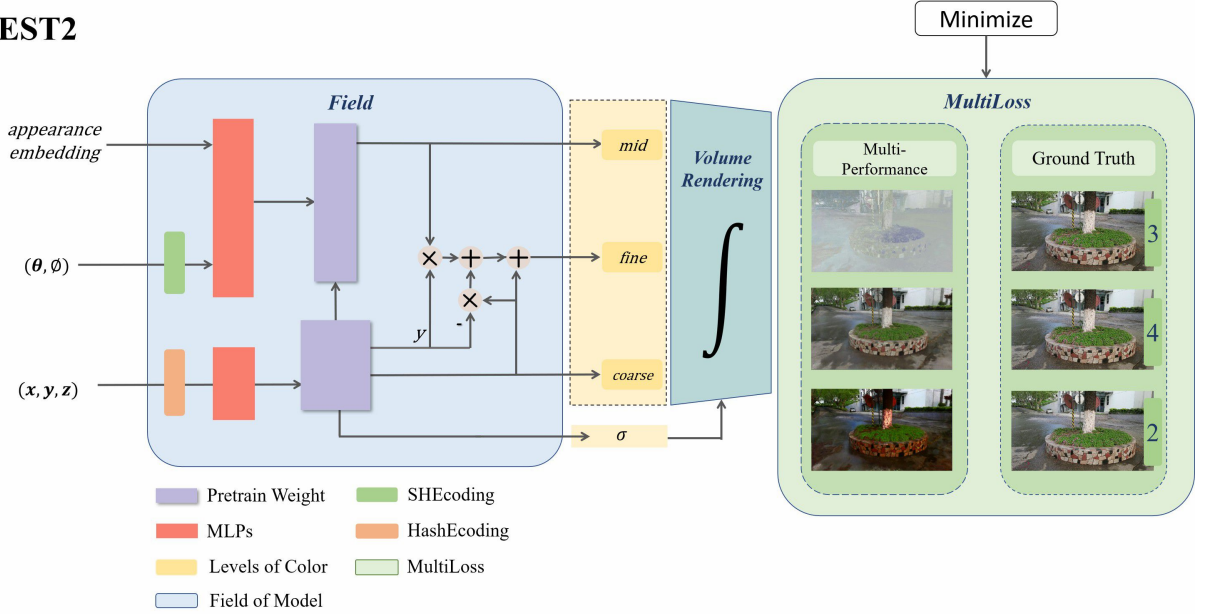 EST2
Minimize
Field
MultiLoss
appearance
embedding
mid
Volume
Rendering
Multi-
Performance
Ground Truth
3
(θ,∅)
× + +
fine
×
-
y
4
(x, y, z)
coarse
2
σ
∫
Pretrain Weight
SHEcoding
MLPs
HashEcoding
Levels of Color
MultiLoss
Field of Model